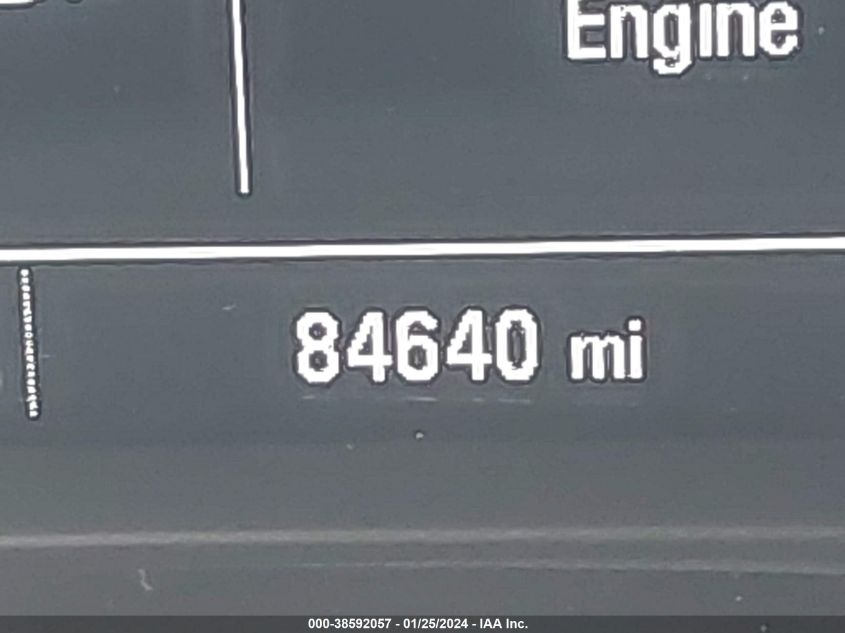 Engine
84640 mi
000-38592057 - 01/25/2024 - IAA Inc.